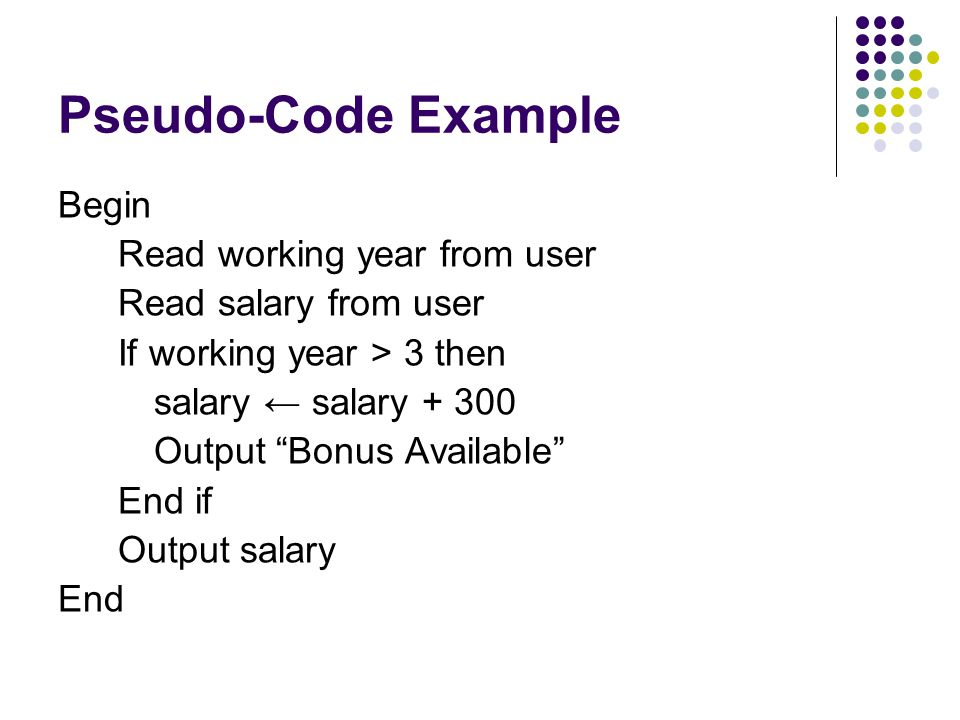 Pseudo-Code Example
Begin
Read working year from user
Read salary from user
If working year > 3 then
salary ← salary + 300
Output “Bonus Available”
End if
Output salary
End